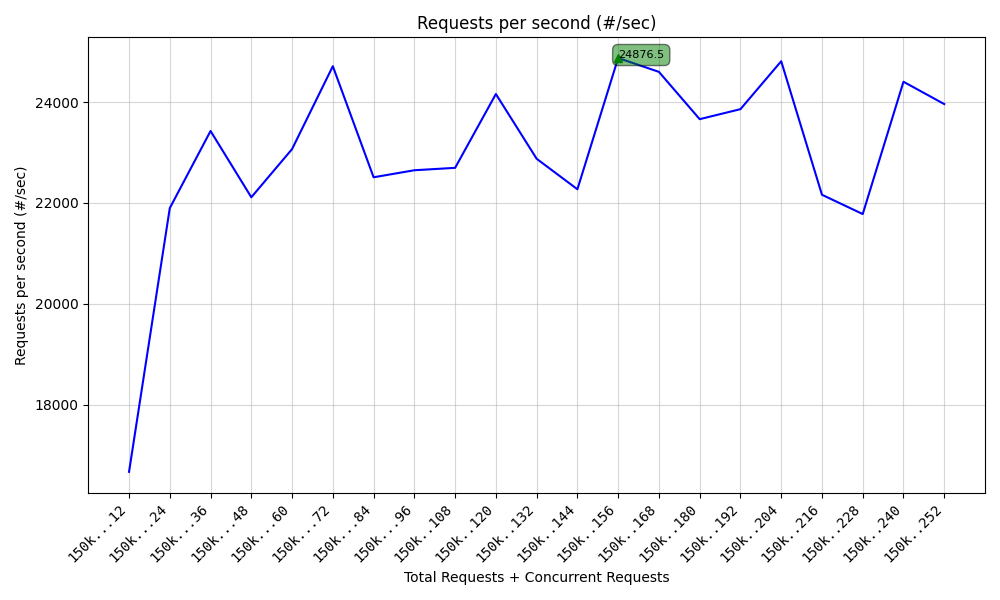 Requests per second (#/sec)
24876.5
24000
22000
20000
18000
Requests per second (#/sec)
150k...12
150k...24
150k...36
150k...48
150k...60
150k...72
150k...84
150k...96
150k..108
150k..120
150k..132
150k..144
150k..156
150k..168
150k..180
150k..192
150k..204
150k..216
150k..228
150k..240
150k..252
Total Requests + Concurrent Requests